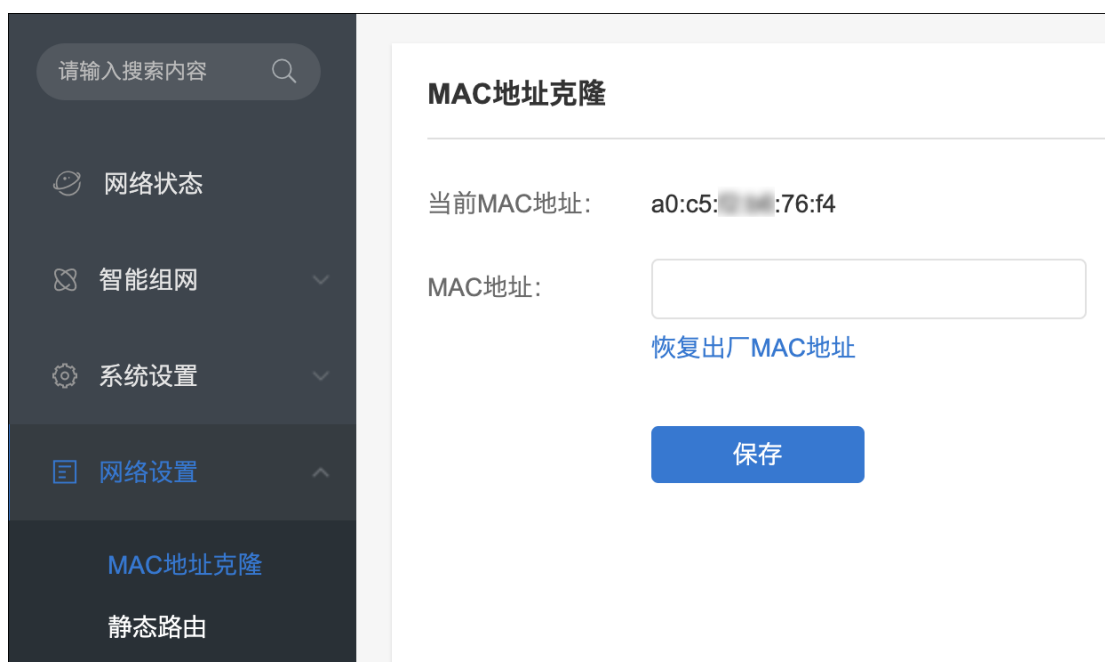 请输入搜索内容
网络状态
智能组网
系统设置
网络设置
MAC地址克隆
静态路由
MAC地址克隆
当前MAC地址：
a0:c5: :76:f4
MAC地址：
恢复出厂MAC地址
保存